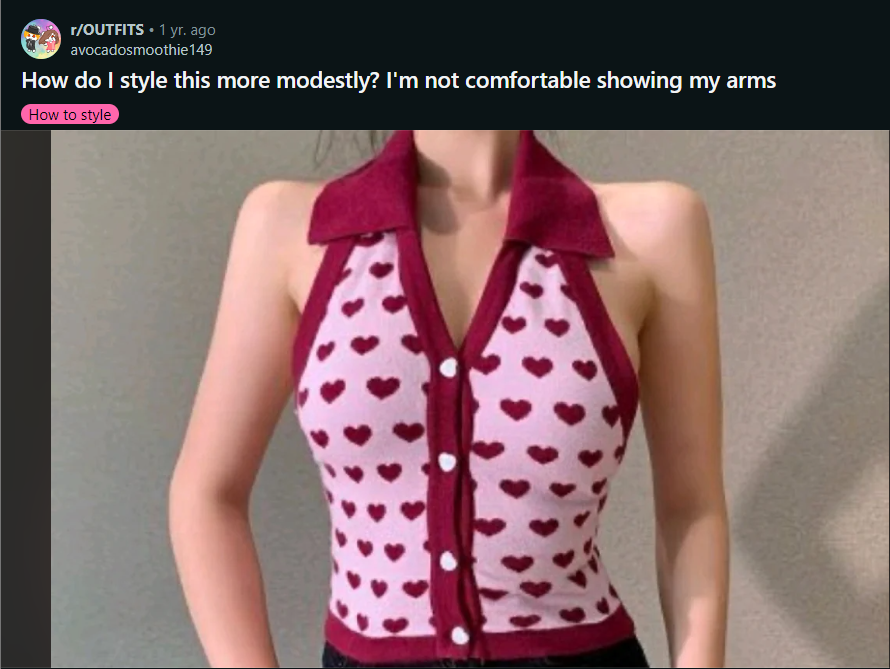 r/OUTFITS • 1 yr. ago
avocadosmoothie149
How do I style this more modestly? I'm not comfortable showing my arms
How to style